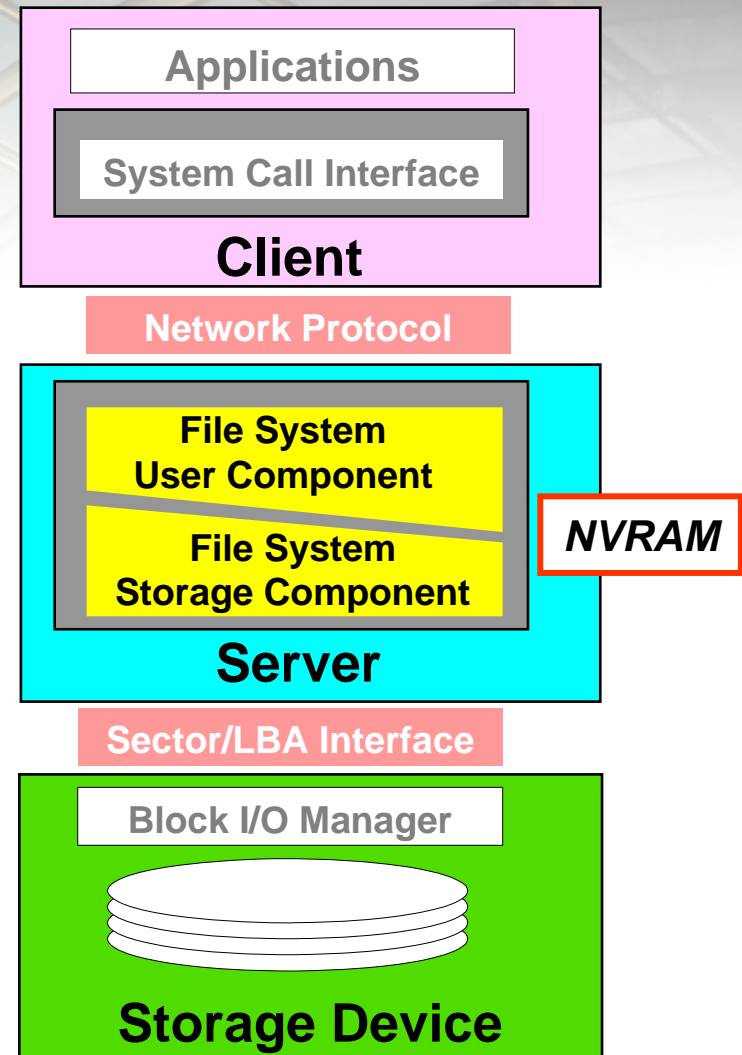 Applications
System Call Interface
Client
Network Protocol
File System
User Component
NVRAM
File System
Storage Component
Server
Sector/LBA Interface
Block I/O Manager
Storage Device